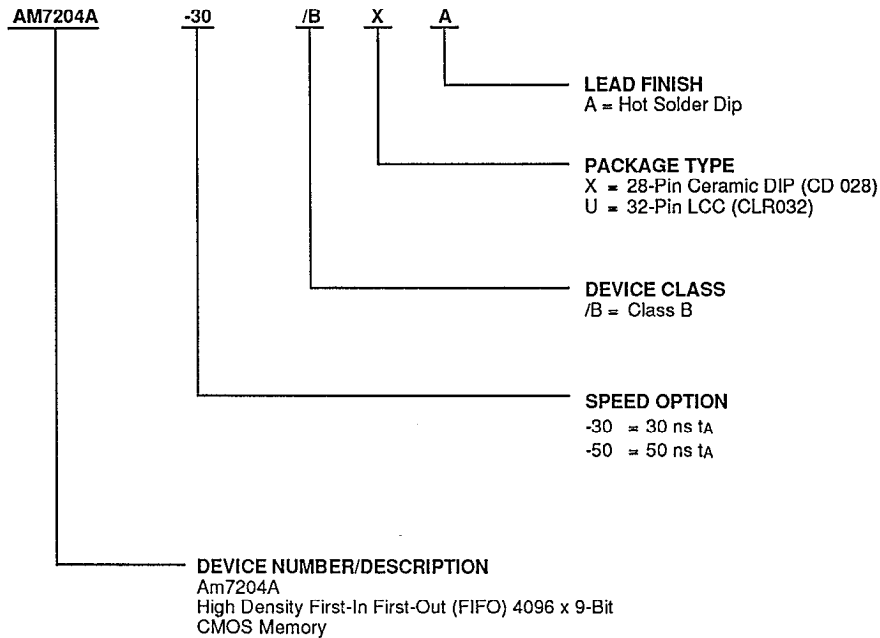 AM7204A -30 /B X A
LEAD FINISH
A = Hot Solder Dip
PACKAGE TYPE
X = 28-Pin Ceramic DIP (CD 028)
U = 32-Pin LCC (CLR032)
DEVICE CLASS
/B = Class B
SPEED OPTION
-30 = 30 ns tA
-50 = 50 ns tA
DEVICE NUMBER/DESCRIPTION
Am7204A
High Density First-In First-Out (FIFO) 4096 x 9-Bit
CMOS Memory